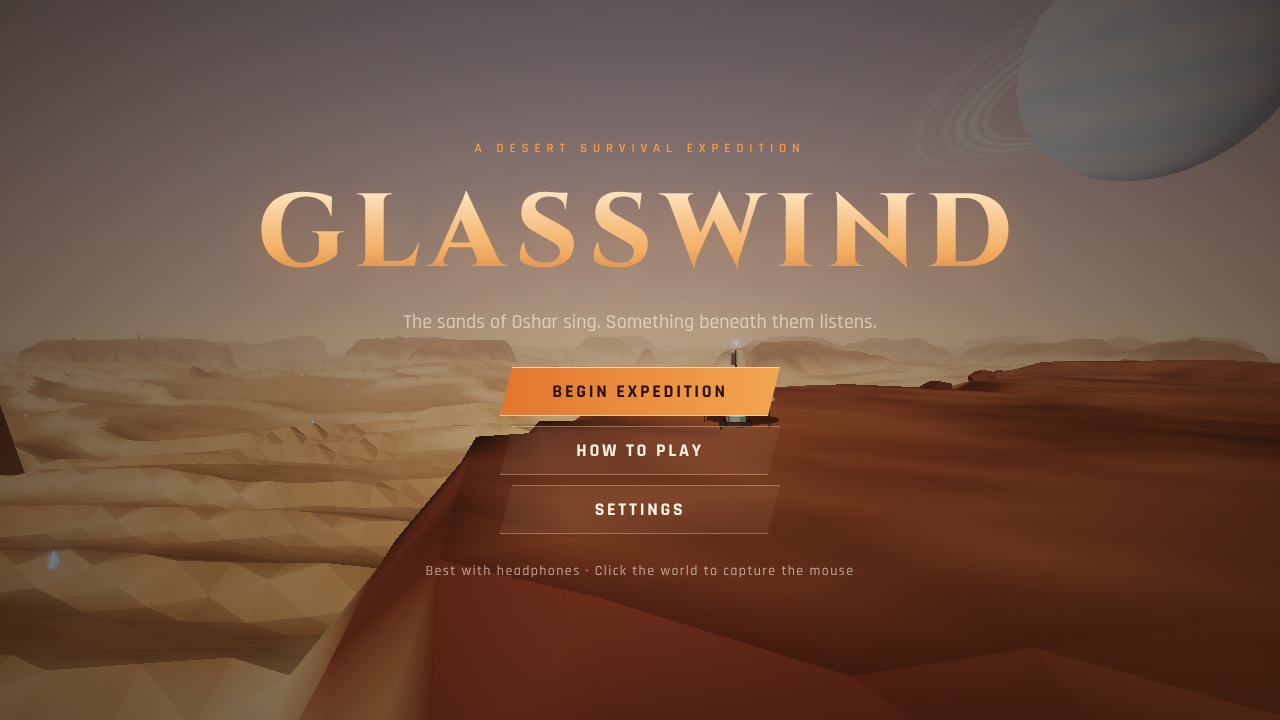 A DESERT SURVIVAL EXPEDITION
GLASSWIND
The sands of Oshar sing. Something beneath them listens.
BEGIN EXPEDITION
HOW TO PLAY
SETTINGS
Best with headphones · Click the world to capture the mouse